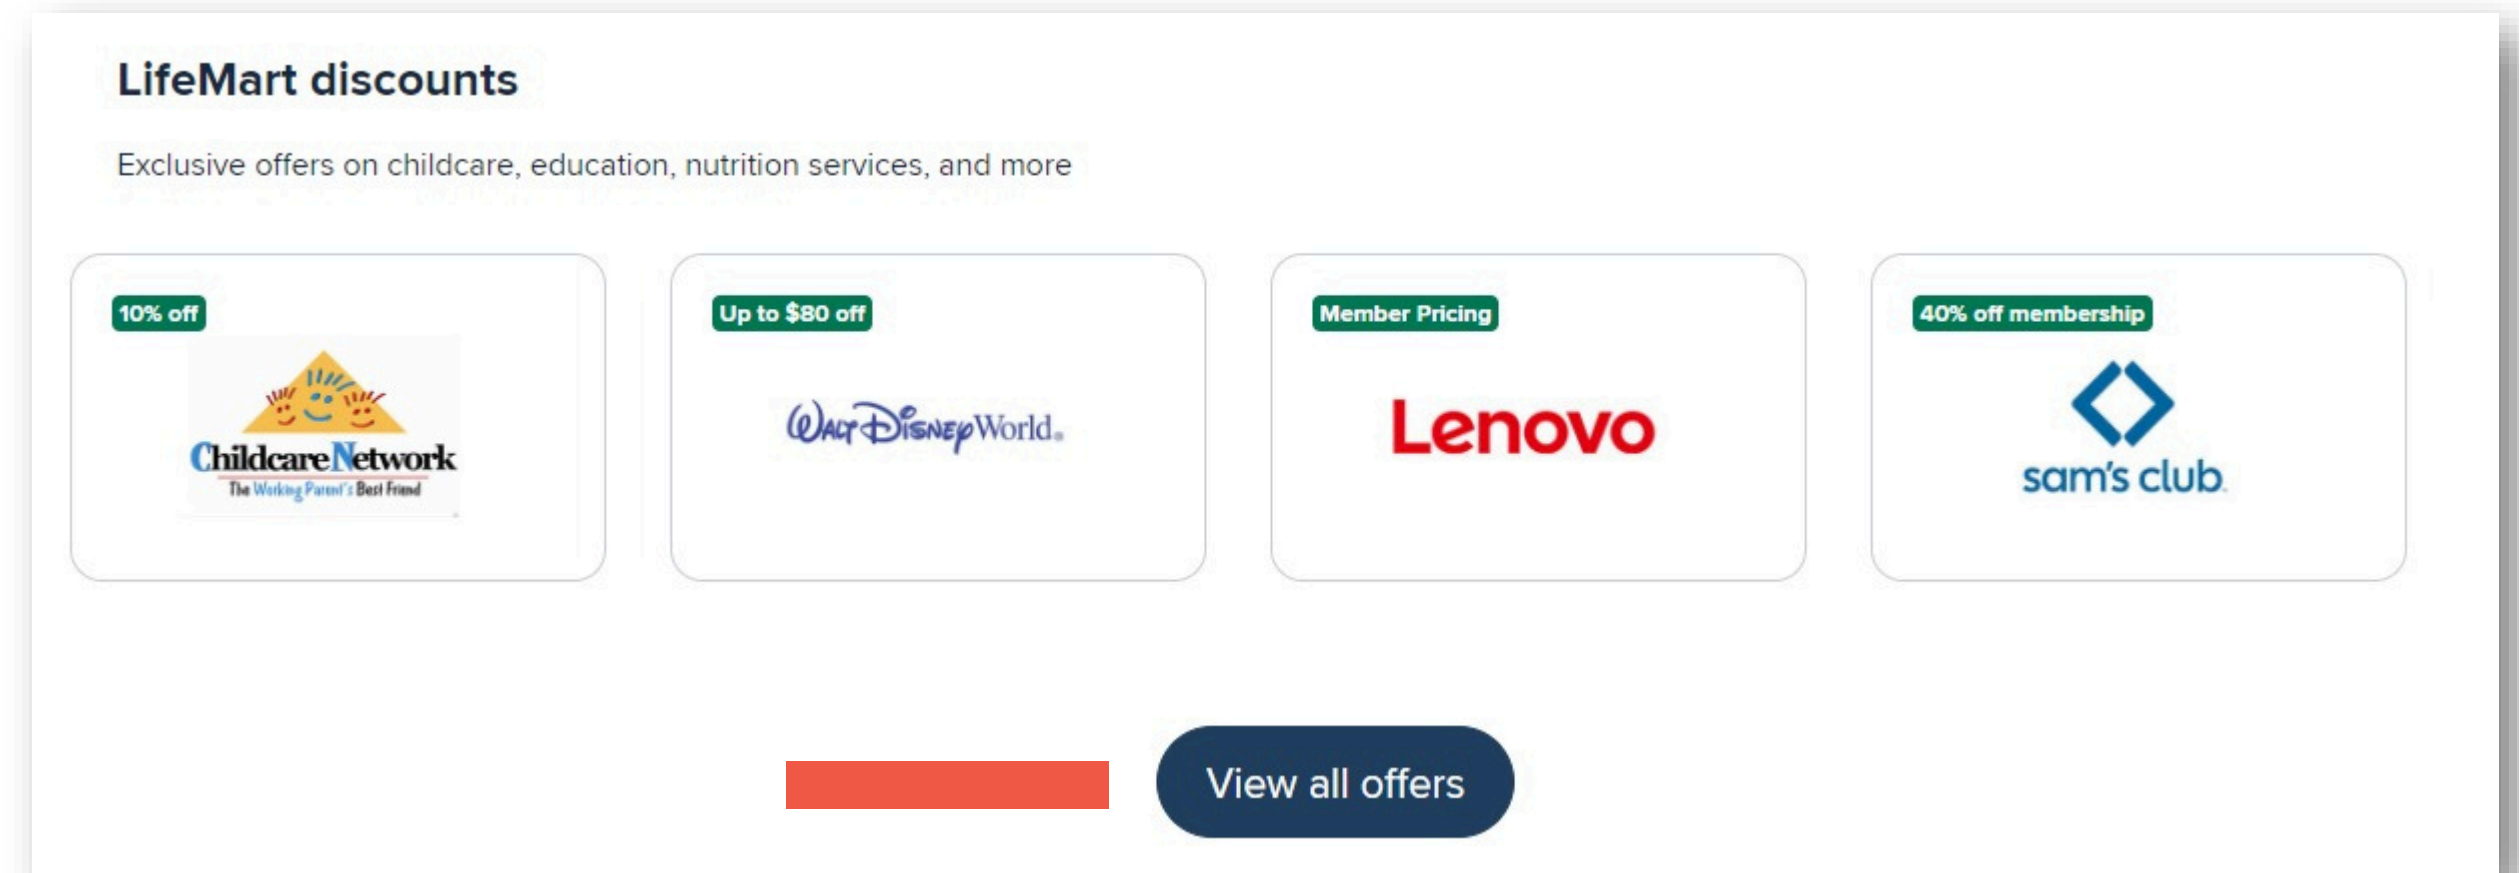 LifeMart discounts
Exclusive offers on childcare, education, nutrition services, and more
10% off
Childcare Network
The Working Parent's Best Friend
Up to $80 off
Walt Disney World®
Member Pricing
Lenovo
40% off membership
sam's club
View all offers